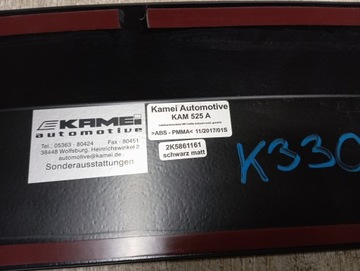 KAMEI
automotive
Tel.: 05363 - 80424 Fax - 80451
38448 Wolfsburg, Heinrichswinkel 2
automotive@kamei.de
Sonderausstattungen
Kamei Automotive
KAM 525 A
>ABS - PMMA< 11/2017/01S
2K5861161
schwarz matt
K330